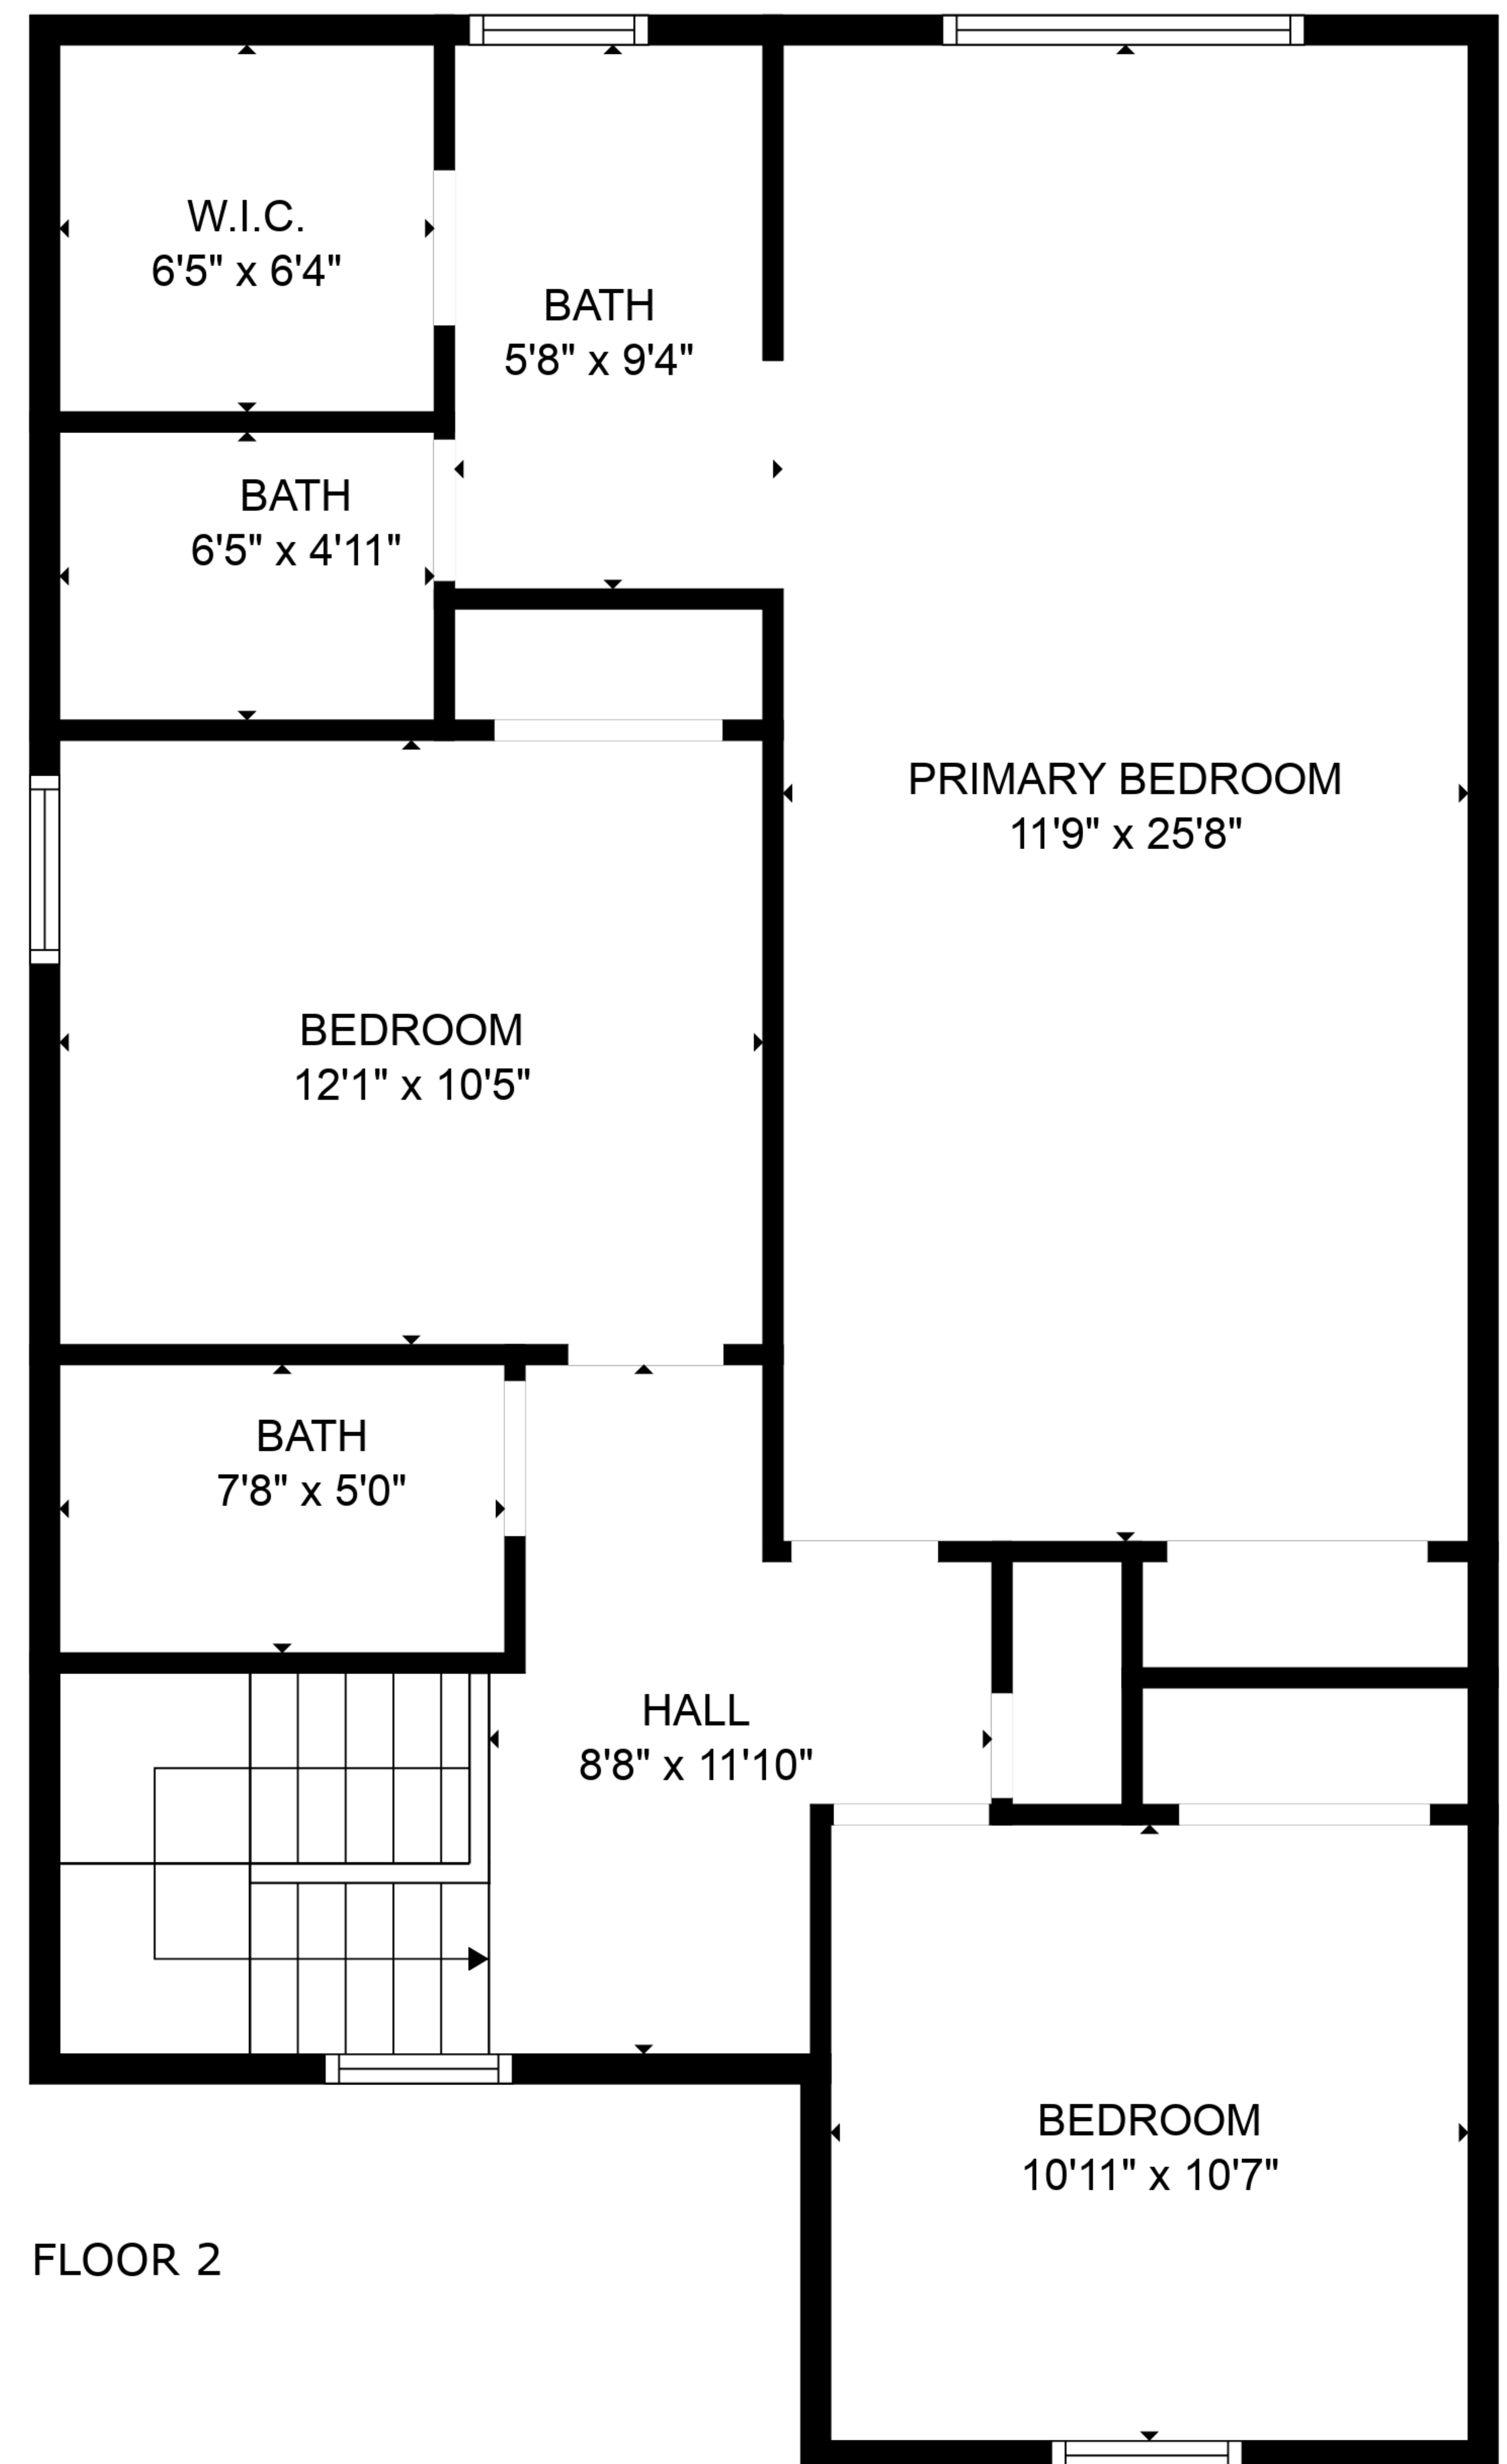 W.I.C.
6'5" x 6'4"
BATH
5'8" x 9'4"
BATH
6'5" x 4'11"
PRIMARY BEDROOM
11'9" x 25'8"
BEDROOM
12'1" x 10'5"
BATH
7'8" x 5'0"
HALL
8'8" x 11'10"
BEDROOM
10'11" x 10'7"
FLOOR 2